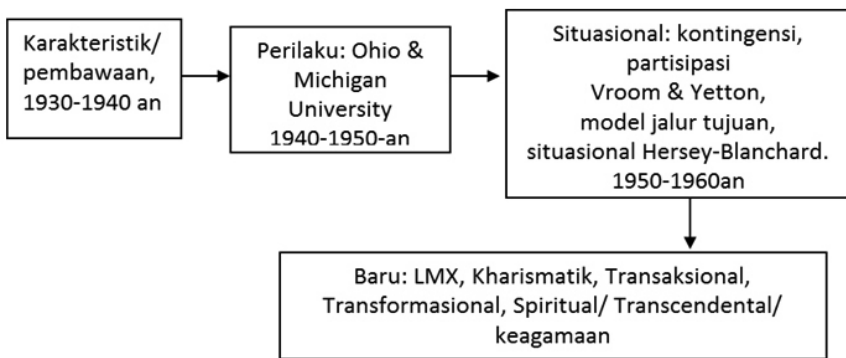 Karakteristik/
pembawaan,
1930-1940 an
Perilaku: Ohio &
Michigan
University
1940-1950-an
Situasional: kontingensi,
partisipasi
Vroom & Yetton,
model jalur tujuan,
situasional Hersey-Blanchard.
1950-1960an
Baru: LMX, Kharismatik, Transaksional,
Transformasional, Spiritual/ Transcendental/
keagamaan